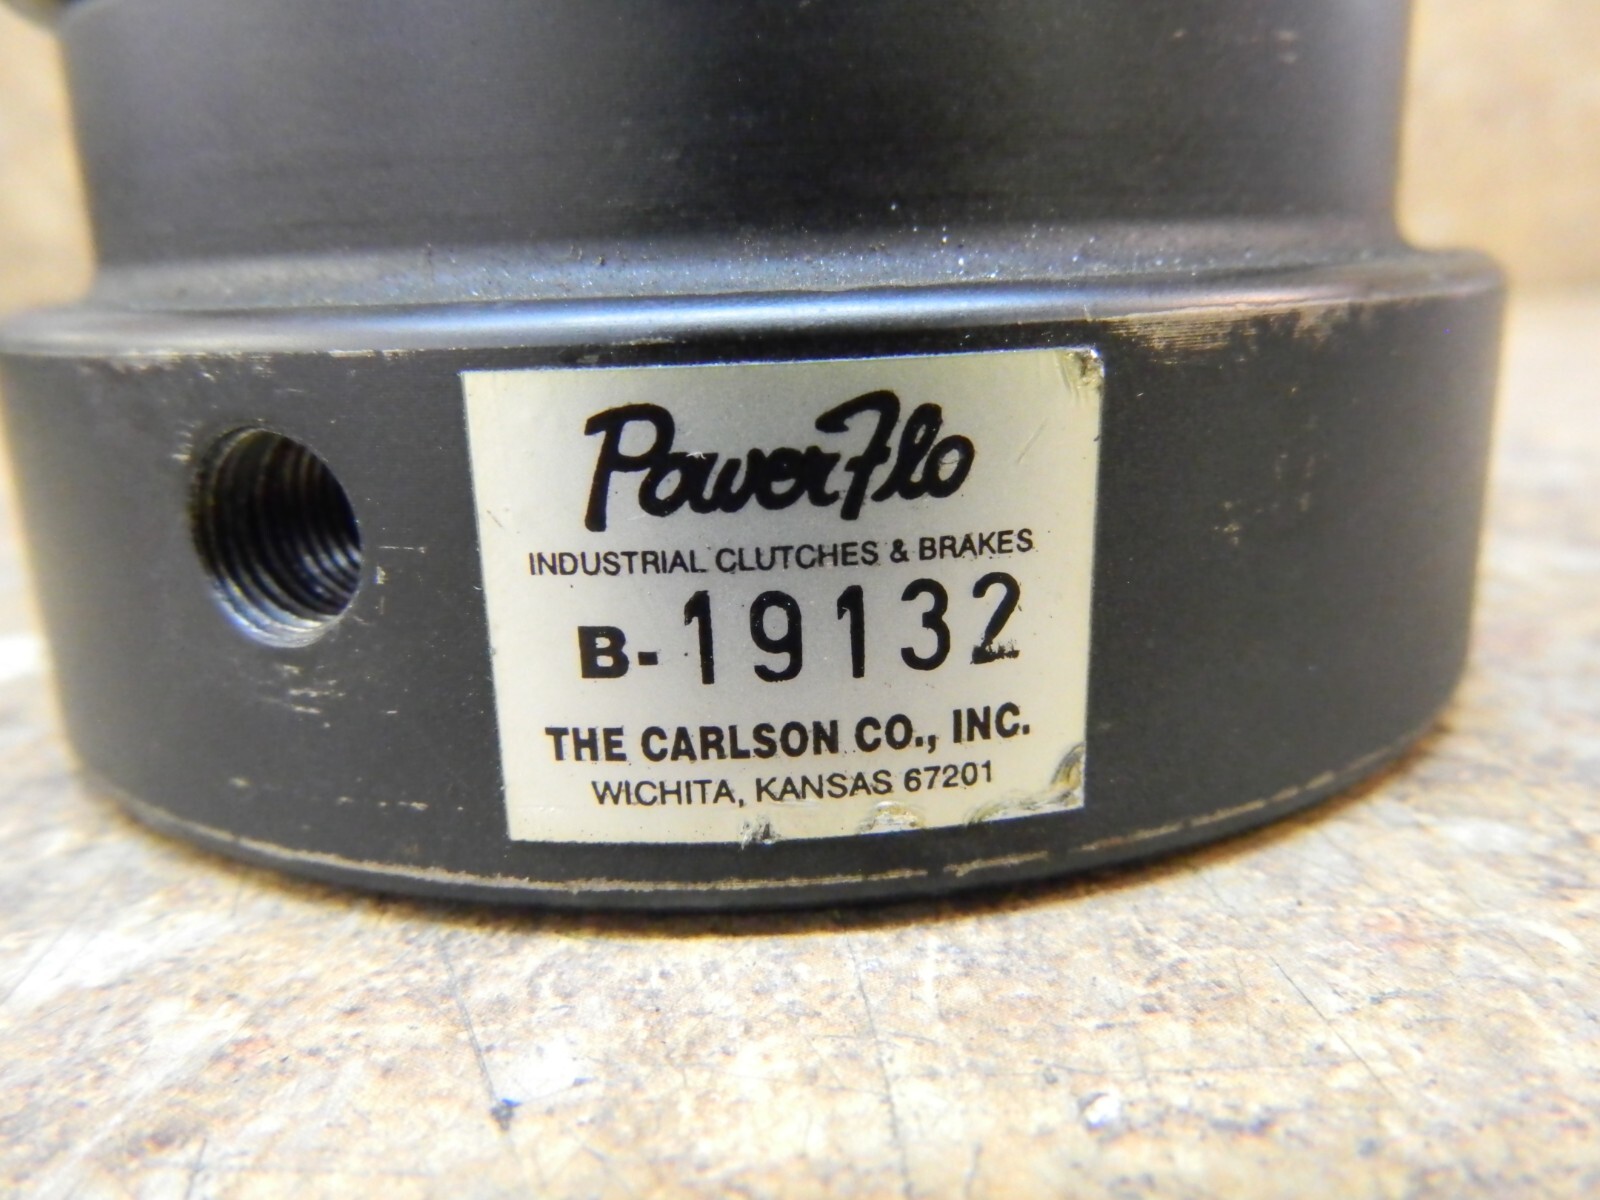 PowerFlo
INDUSTRIAL CLUTCHES & BRAKES
B-19132
THE CARLSON CO., INC.
WICHITA, KANSAS 67201